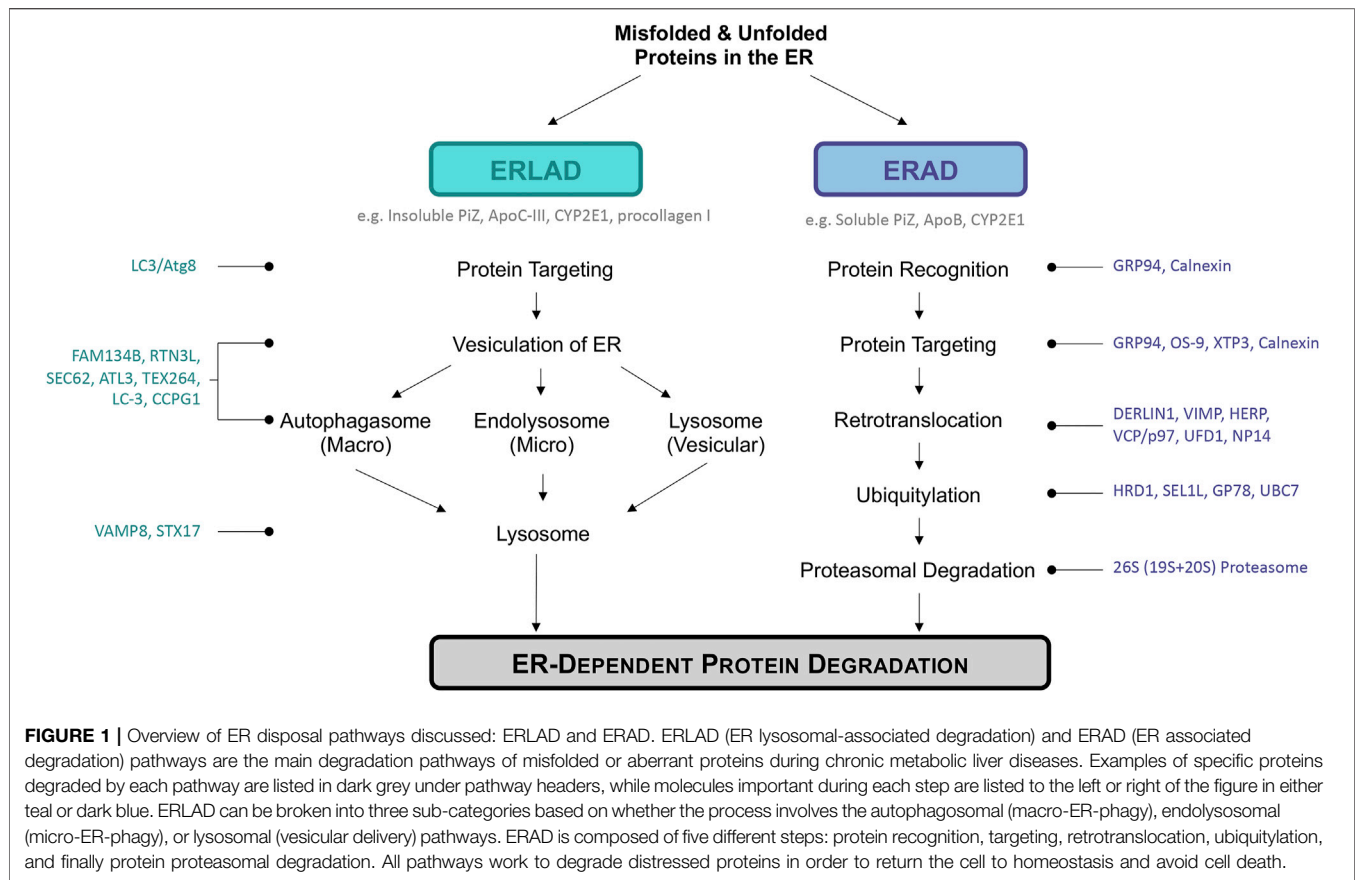 Misfolded & Unfolded
Proteins in the ER
ERLAD
ERAD
e.g. Insoluble PiZ, ApoC-III, CYP2E1, procollagen I
e.g. Soluble PiZ, ApoB, CYP2E1
LC3/Atg8
Protein Targeting
Protein Recognition
GRP94, Calnexin
FAM134B, RTN3L,
SEC62, ATL3, TEX264,
LC-3, CCPG1
Vesiculation of ER
Protein Targeting
GRP94, OS-9, XTP3, Calnexin
Autophagasome
(Macro)
Endolysosome
(Micro)
Lysosome
(Vesicular)
Retrotranslocation
DERLIN1, VIMP, HERP,
VCP/p97, UFD1, NP14
Ubiquitylation
HRD1, SEL1L, GP78, UBC7
VAMP8, STX17
Lysosome
Proteasomal Degradation
26S (19S+20S) Proteasome
ER-DEPENDENT PROTEIN DEGRADATION
FIGURE 1 | Overview of ER disposal pathways discussed: ERLAD and ERAD. ERLAD (ER lysosomal-associated degradation) and ERAD (ER associated
degradation) pathways are the main degradation pathways of misfolded or aberrant proteins during chronic metabolic liver diseases. Examples of specific proteins
degraded by each pathway are listed in dark grey under pathway headers, while molecules important during each step are listed to the left or right of the figure in either
teal or dark blue. ERLAD can be broken into three sub-categories based on whether the process involves the autophagosomal (macro-ER-phagy), endolysosomal
(micro-ER-phagy), or lysosomal (vesicular delivery) pathways. ERAD is composed of five different steps: protein recognition, targeting, retrotranslocation, ubiquitylation,
and finally protein proteasomal degradation. All pathways work to degrade distressed proteins in order to return the cell to homeostasis and avoid cell death.